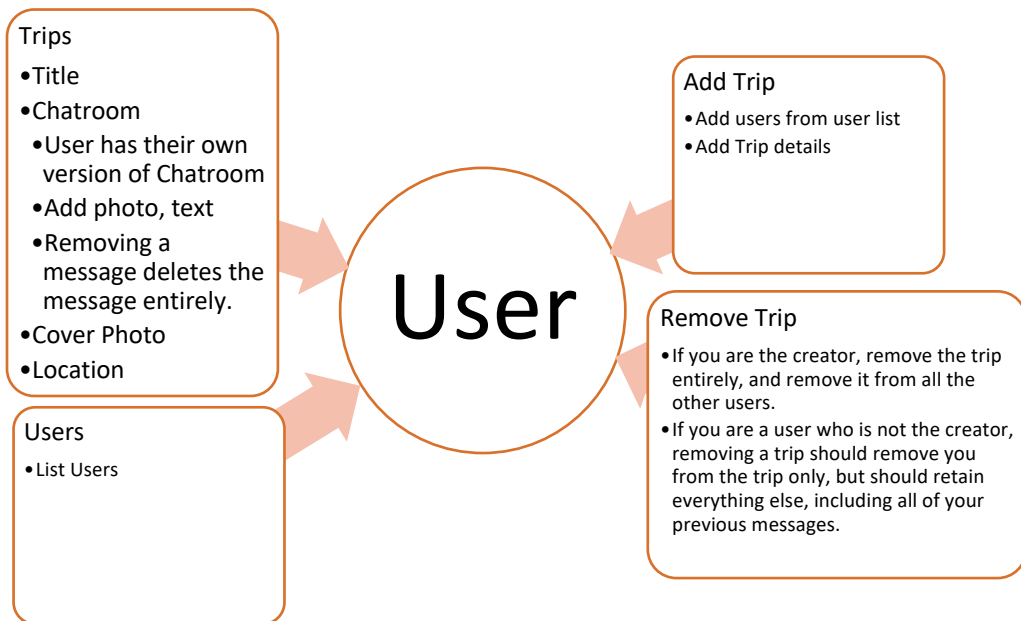 Trips
•Title
•Chatroom
•User has their own
version of Chatroom
•Add photo, text
•Removing a
message deletes the
message entirely.
•Cover Photo
•Location
Users
•List Users
User
Add Trip
•Add users from user list
•Add Trip details
Remove Trip
•If you are the creator, remove the trip
entirely, and remove it from all the
other users.
•If you are a user who is not the creator,
removing a trip should remove you
from the trip only, but should retain
everything else, including all of your
previous messages.